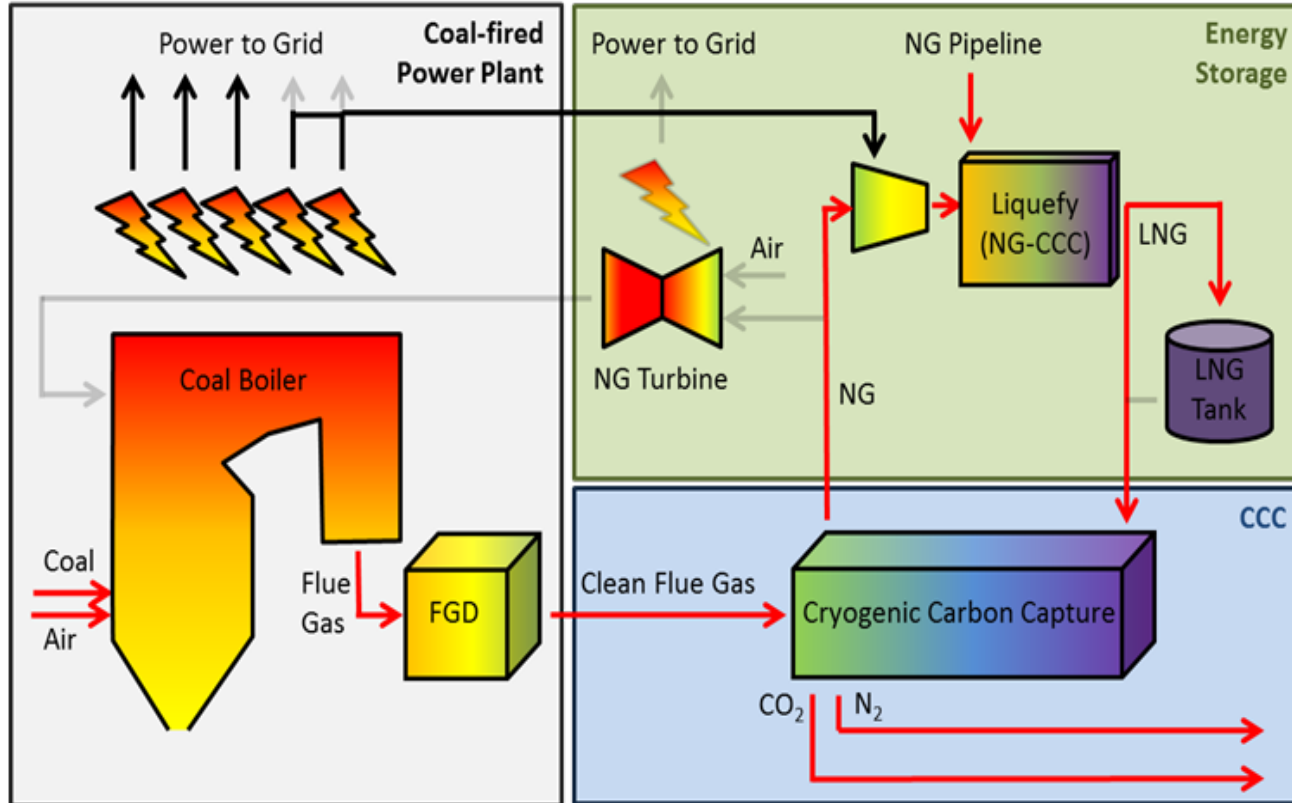 Power to Grid
Coal-fired
Power Plant
Coal Boiler
Coal
Air
Flue
Gas
FGD
Power to Grid
NG Pipeline
Energy
Storage
Air
NG Turbine
NG
Liquefy
(NG-CCC)
LNG
LNG
Tank
Clean Flue Gas
CCC
Cryogenic Carbon Capture
CO₂
N₂